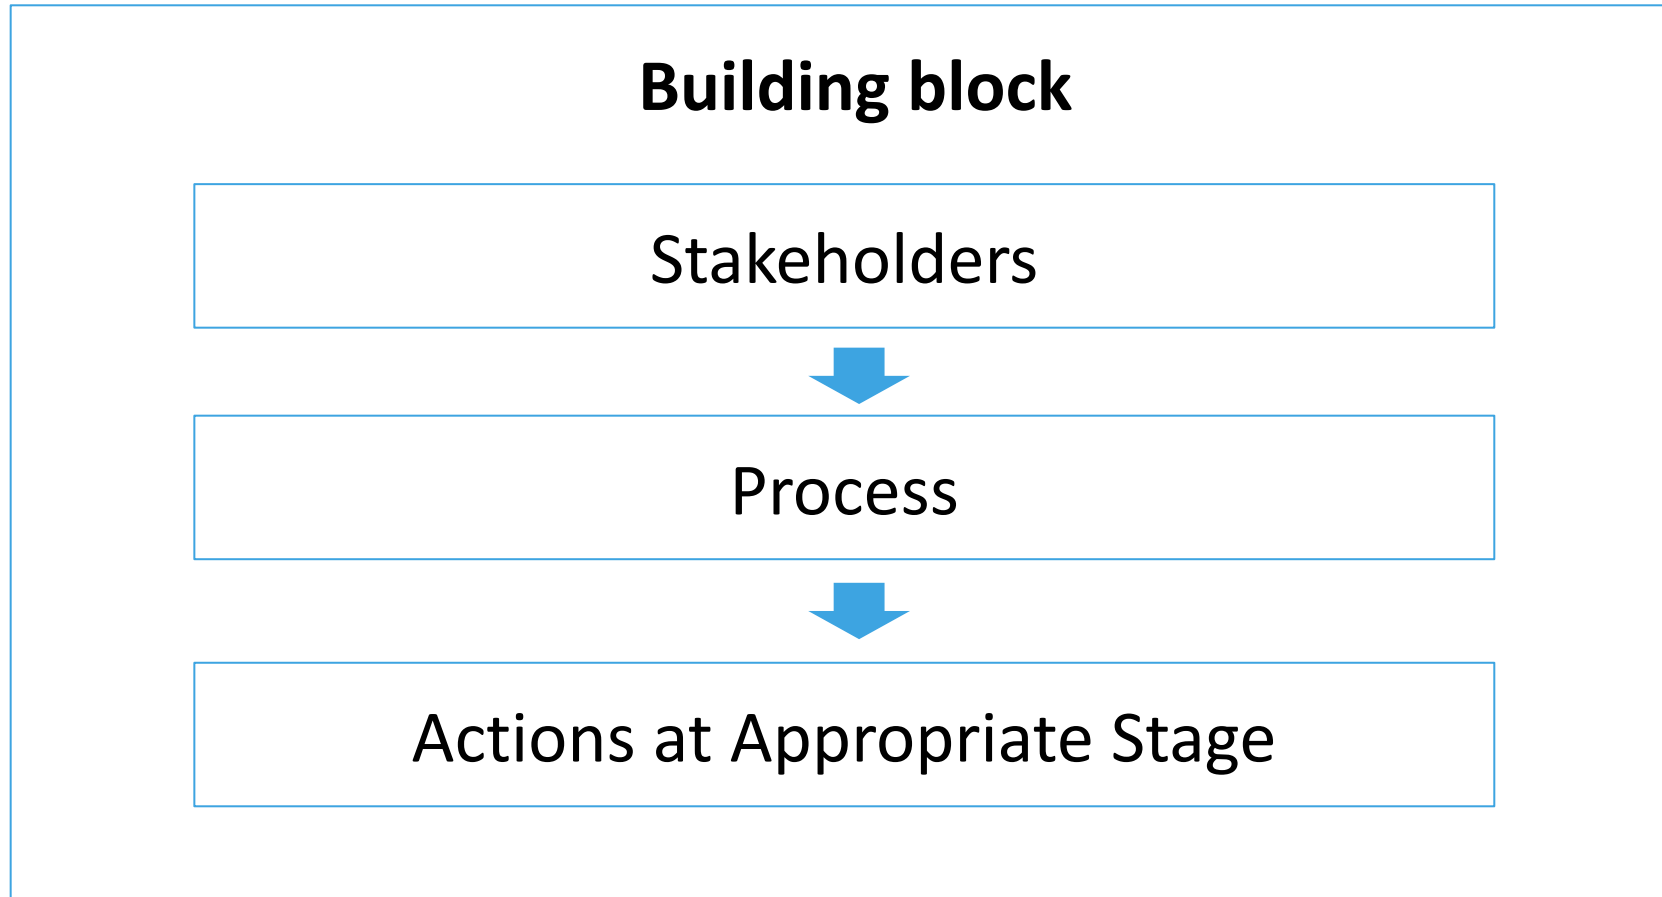 Building block
Stakeholders
Process
Actions at Appropriate Stage